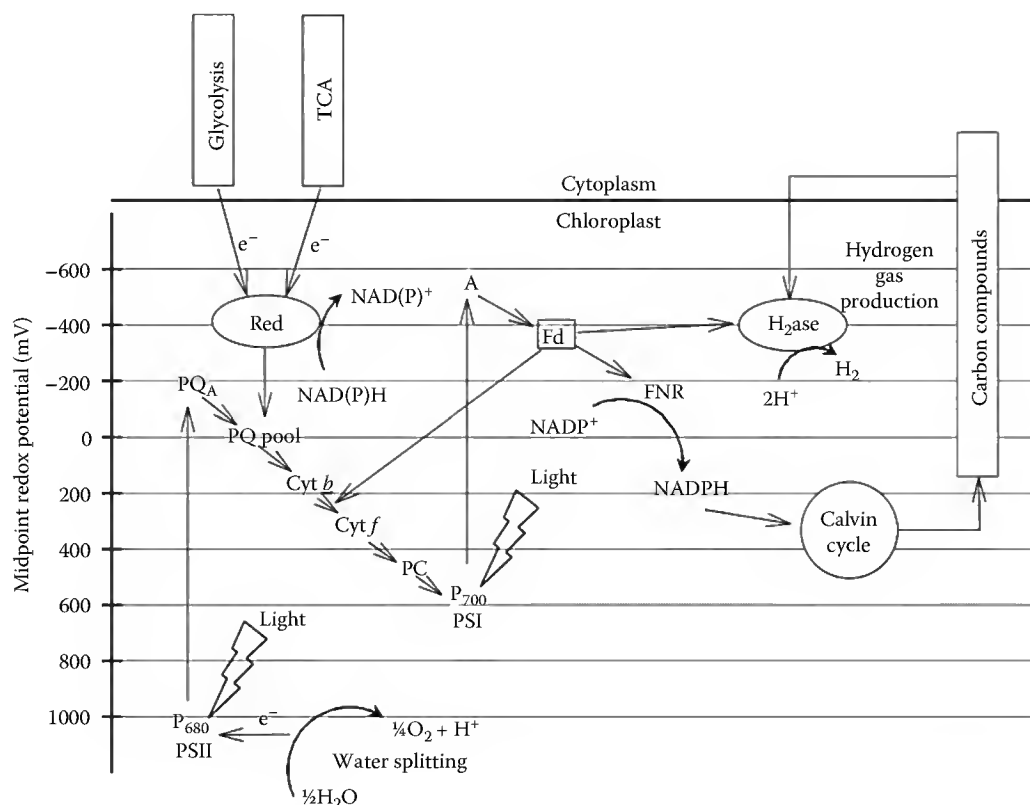 Glycolysis
TCA
Cytoplasm
Chloroplast
e⁻
e⁻
Hydrogen
gas
production
Carbon compounds
Midpoint redox potential (mV)
−600
−400
−200
0
200
400
600
800
1000
Red
NAD(P)⁺
NAD(P)H
A
Fd
H₂ase
H₂
2H⁺
FNR
PQ_A
PQ pool
NADP⁺
NADPH
Cyt b
Cyt f
PC
Light
P₇₀₀
PSI
Calvin
cycle
Light
P₆₈₀
PSII
e⁻
¼O₂ + H⁺
Water splitting
½H₂O